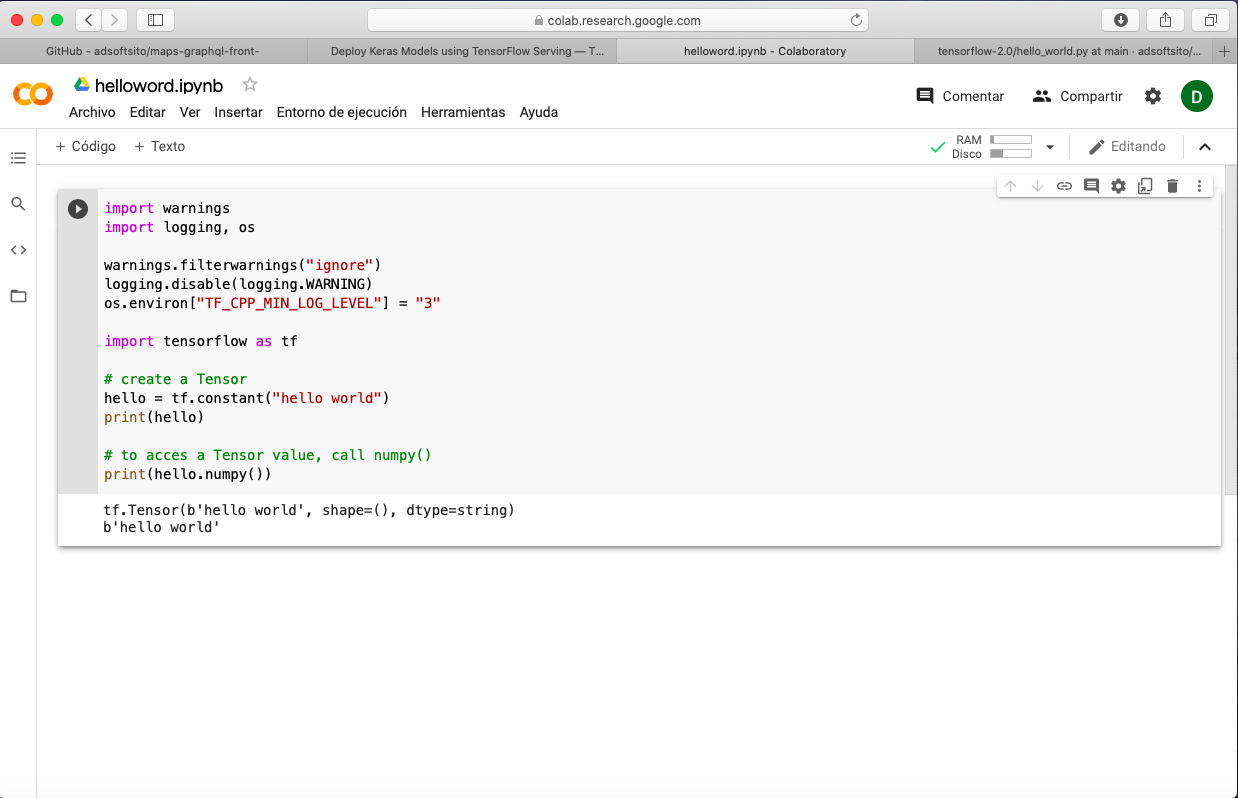 colab.research.google.com
GitHub - adsoftsito/maps-graphql-front-
Deploy Keras Models using TensorFlow Serving — T...
helloword.ipynb - Colaboratory
tensorflow-2.0/hello_world.py at main · adsoftsito/...
helloword.ipynb
Archivo Editar Ver Insertar Entorno de ejecución Herramientas Ayuda
Comentar
Compartir
D
+ Código + Texto
RAM
Disco
Editando
import warnings
import logging, os
warnings.filterwarnings("ignore")
logging.disable(logging.WARNING)
os.environ["TF_CPP_MIN_LOG_LEVEL"] = "3"
import tensorflow as tf
# create a Tensor
hello = tf.constant("hello world")
print(hello)
# to acces a Tensor value, call numpy()
print(hello.numpy())
tf.Tensor(b'hello world', shape=(), dtype=string)
b'hello world'